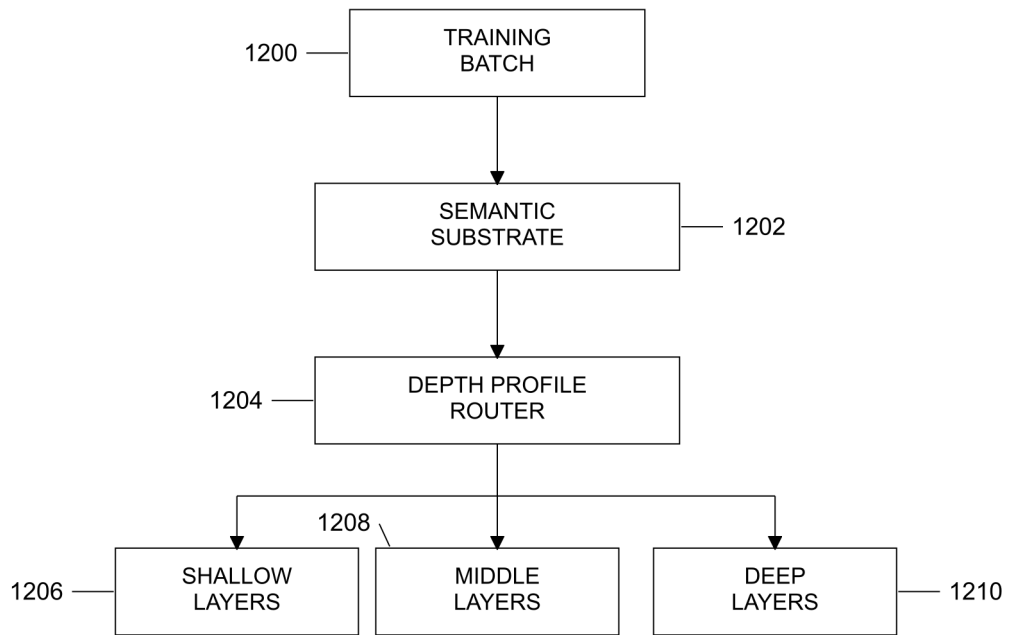 1200
TRAINING
BATCH
SEMANTIC
SUBSTRATE
1202
1204
DEPTH PROFILE
ROUTER
1208
1206
SHALLOW
LAYERS
MIDDLE
LAYERS
DEEP
LAYERS
1210